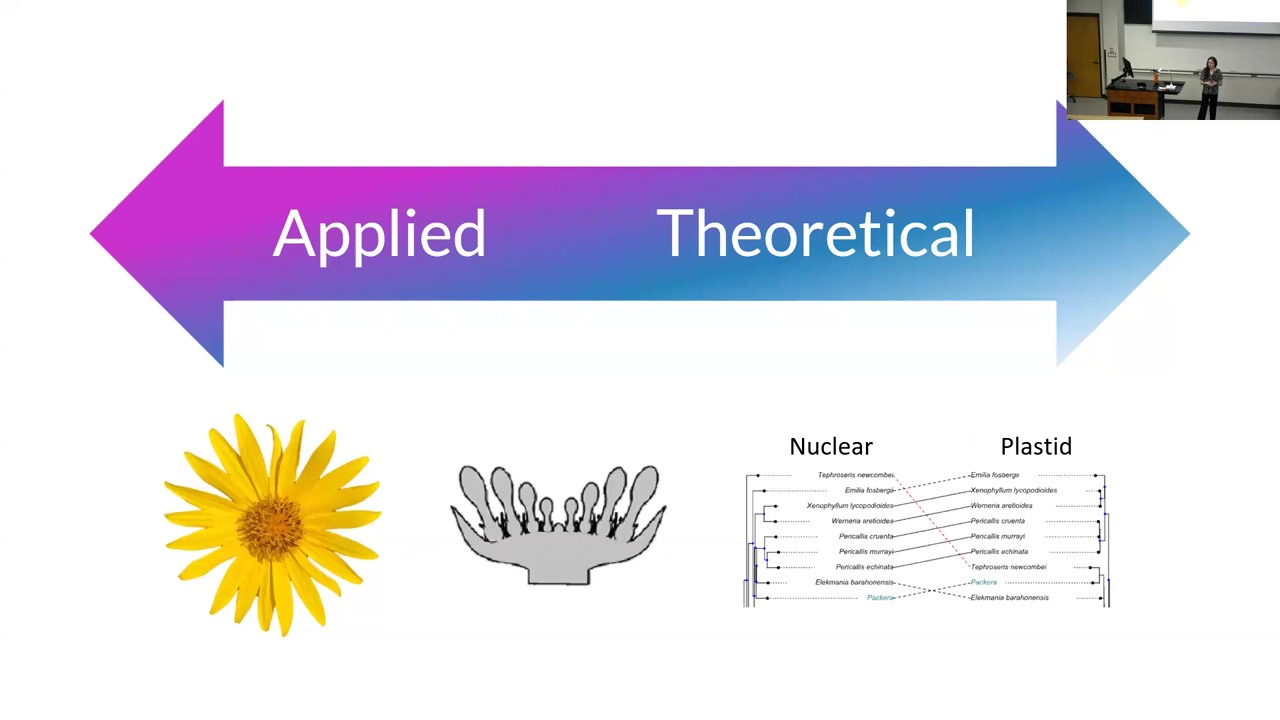 Applied Theoretical
Nuclear Plastid
Tephroseris newcombei Emilia fosbergii
Emilia fosbergii Xenophyllum lycopodioides
Xenophyllum lycopodioides Werneria aretioides
Werneria aretioides Pericallis cruenta
Pericallis cruenta Pericallis murrayi
Pericallis murrayi Pericallis echinata
Pericallis echinata Tephroseris newcombei
Elekmania barahonensis Packera
Packera Elekmania barahonensis